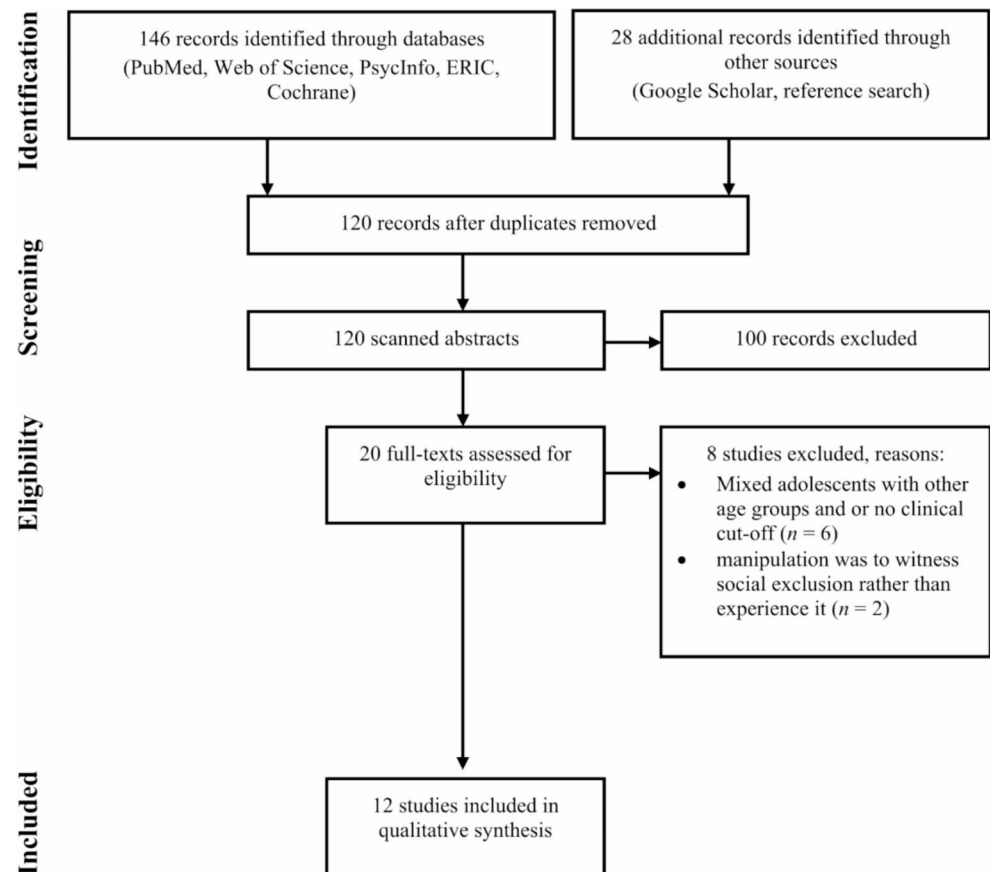 Identification
146 records identified through databases
(PubMed, Web of Science, PsycInfo, ERIC,
Cochrane)
28 additional records identified through
other sources
(Google Scholar, reference search)
120 records after duplicates removed
Screening
120 scanned abstracts
100 records excluded
Eligibility
20 full-texts assessed for
eligibility
8 studies excluded, reasons:
• Mixed adolescents with other
age groups and or no clinical
cut-off (n = 6)
• manipulation was to witness
social exclusion rather than
experience it (n = 2)
Included
12 studies included in
qualitative synthesis